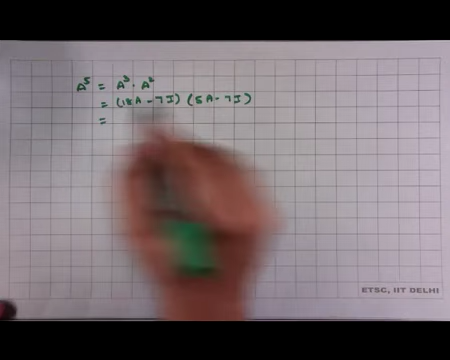 A⁵ = A³ · A²
= (18A - 7I) (5A - 7I)
=
ETSC, IIT DELHI